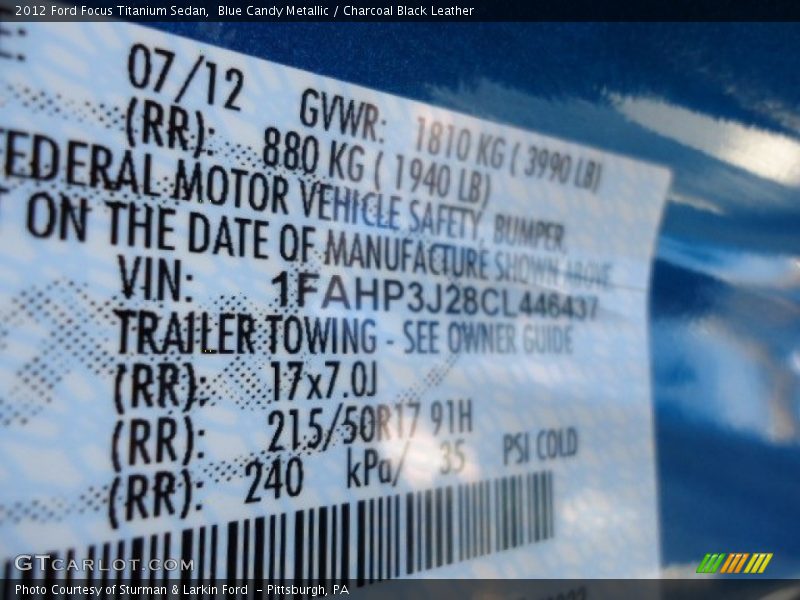 2012 Ford Focus Titanium Sedan, Blue Candy Metallic / Charcoal Black Leather
07/12 GVWR: 1810 KG ( 3990 LB)
(RR): 880 KG ( 1940 LB)
FEDERAL MOTOR VEHICLE SAFETY, BUMPER,
ON THE DATE OF MANUFACTURE SHOWN ABOVE
VIN: 1FAHP3J28CL446437
TRAILER TOWING - SEE OWNER GUIDE
(RR): 17x7.0J
(RR): 215/50R17 91H
(RR): 240 kPa/ 35 PSI COLD
GTCARLOT.COM
Photo Courtesy of Sturman & Larkin Ford - Pittsburgh, PA